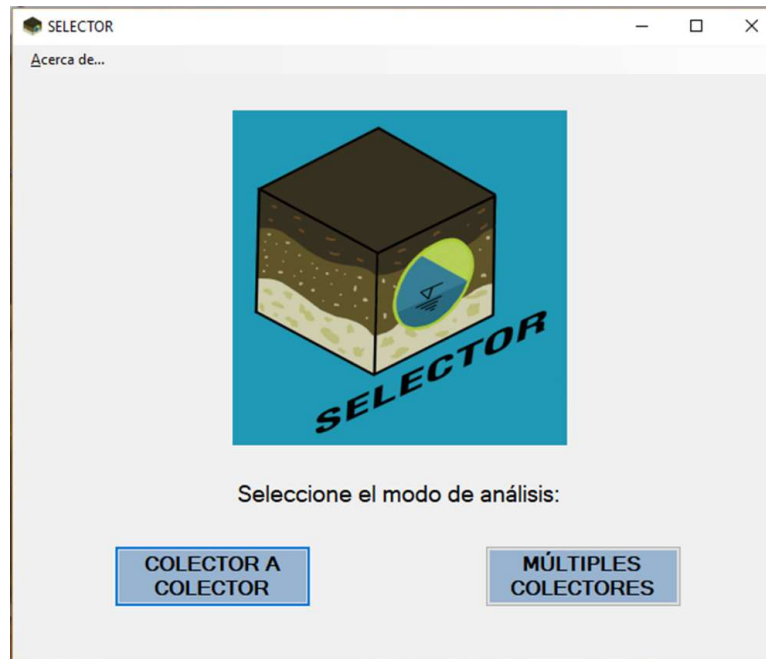 SELECTOR
Acerca de...
SELECTOR
Seleccione el modo de análisis:
COLECTOR A
COLECTOR
MÚLTIPLES
COLECTORES